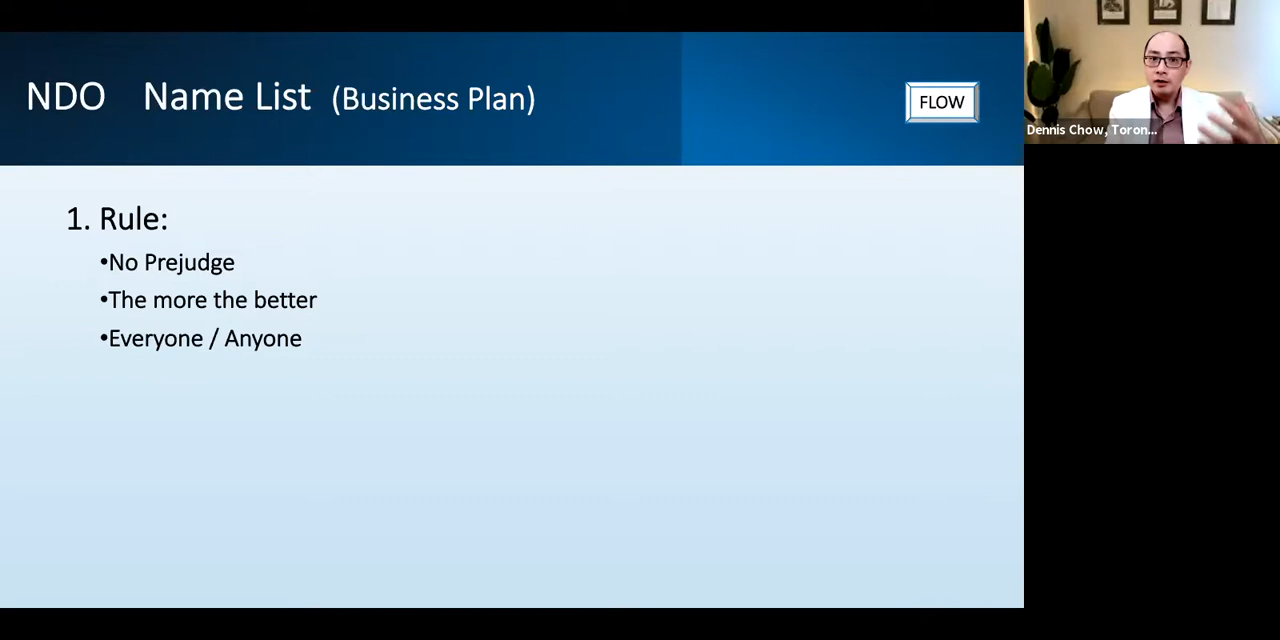 NDO Name List (Business Plan)
FLOW
Dennis Chow, Toron...
1. Rule:
•No Prejudge
•The more the better
•Everyone / Anyone